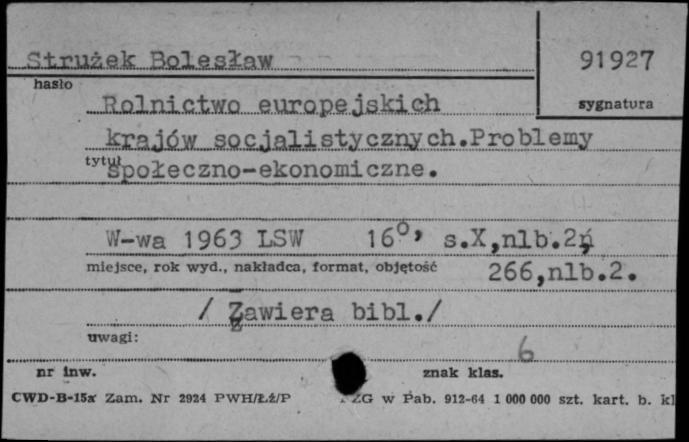 Strużek Bolesław
91927
hasło
sygnatura
Rolnictwo europejskich
krajów socjalistycznych.Problemy
tytuł
społeczno-ekonomiczne.
W-wa 1963 LSW 16°, s.X,nlb.2,
miejsce, rok wyd., nakładca, format, objętość
266,nlb.2.
/ Zawiera bibl./
uwagi:
6
nr inw.
znak klas.
CWD-B-15a Zam. Nr 2924 PWH/Łź/P ZG w Pab. 912-64 1 000 000 szt. kart. b. kl